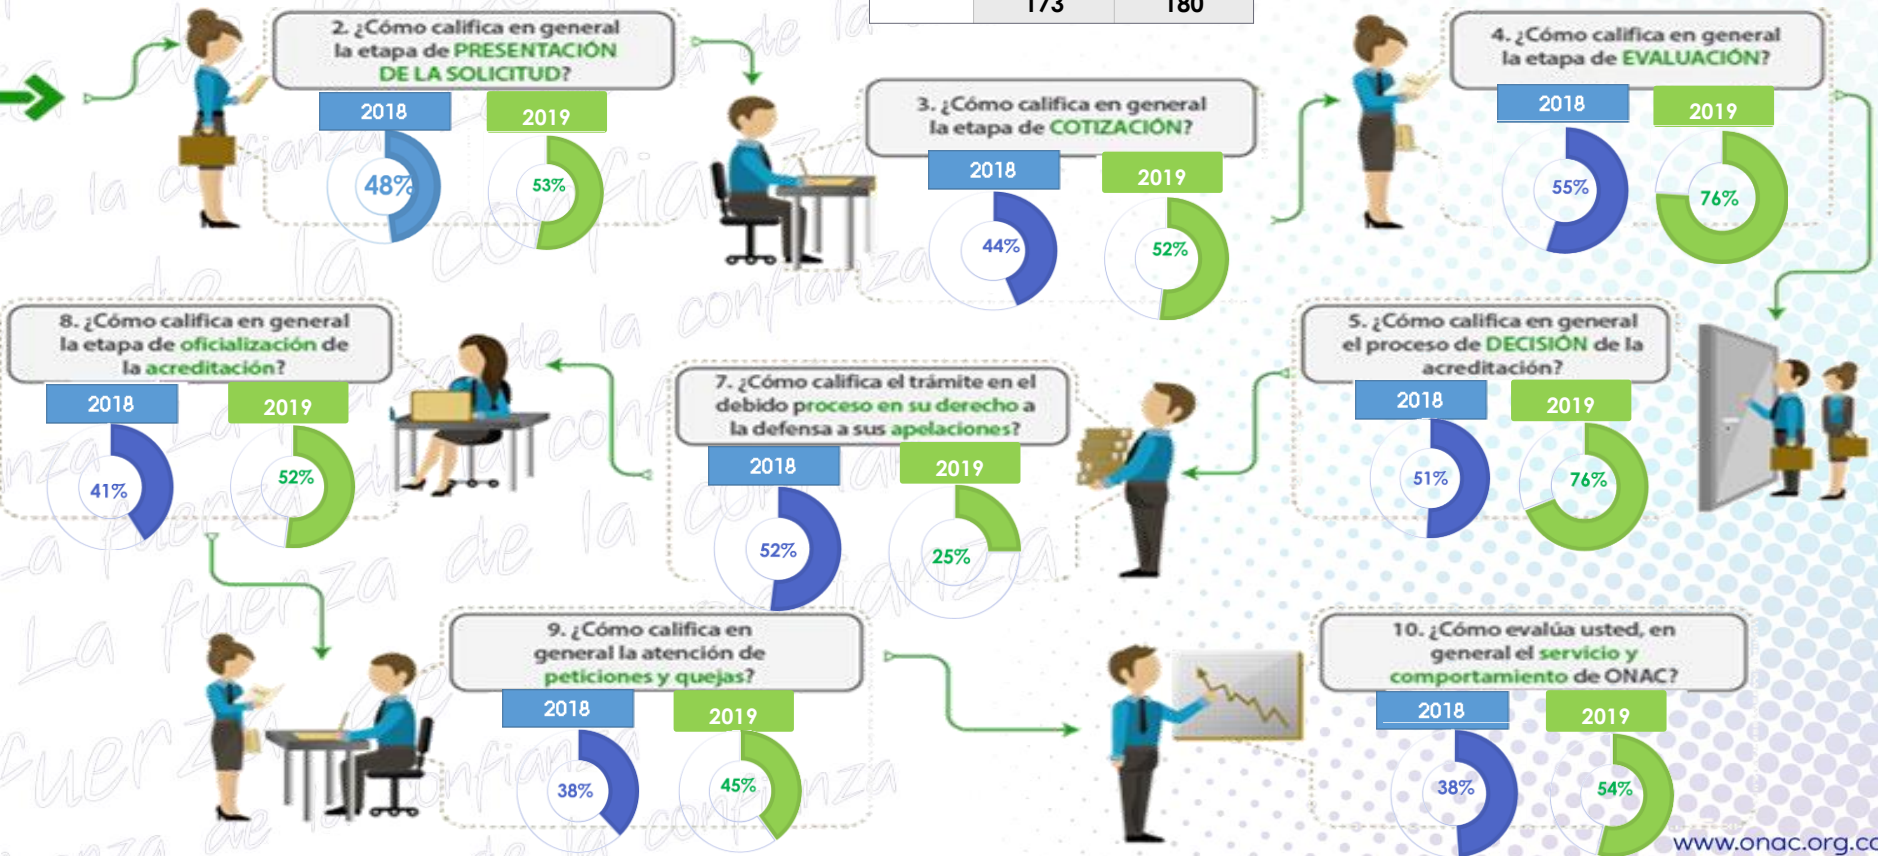 173 180
2. ¿Cómo califica en general
la etapa de PRESENTACIÓN
DE LA SOLICITUD?
2018 2019
48% 53%
3. ¿Cómo califica en general
la etapa de COTIZACIÓN?
2018 2019
44% 52%
4. ¿Cómo califica en general
la etapa de EVALUACIÓN?
2018 2019
55% 76%
5. ¿Cómo califica en general
el proceso de DECISIÓN de la
acreditación?
2018 2019
51% 76%
7. ¿Cómo califica el trámite en el
debido proceso en su derecho a
la defensa a sus apelaciones?
2018 2019
52% 25%
8. ¿Cómo califica en general
la etapa de oficialización de
la acreditación?
2018 2019
41% 52%
9. ¿Cómo califica en
general la atención de
peticiones y quejas?
2018 2019
38% 45%
10. ¿Cómo evalúa usted, en
general el servicio y
comportamiento de ONAC?
2018 2019
38% 54%
www.onac.org.co
La fuerza de la confianza